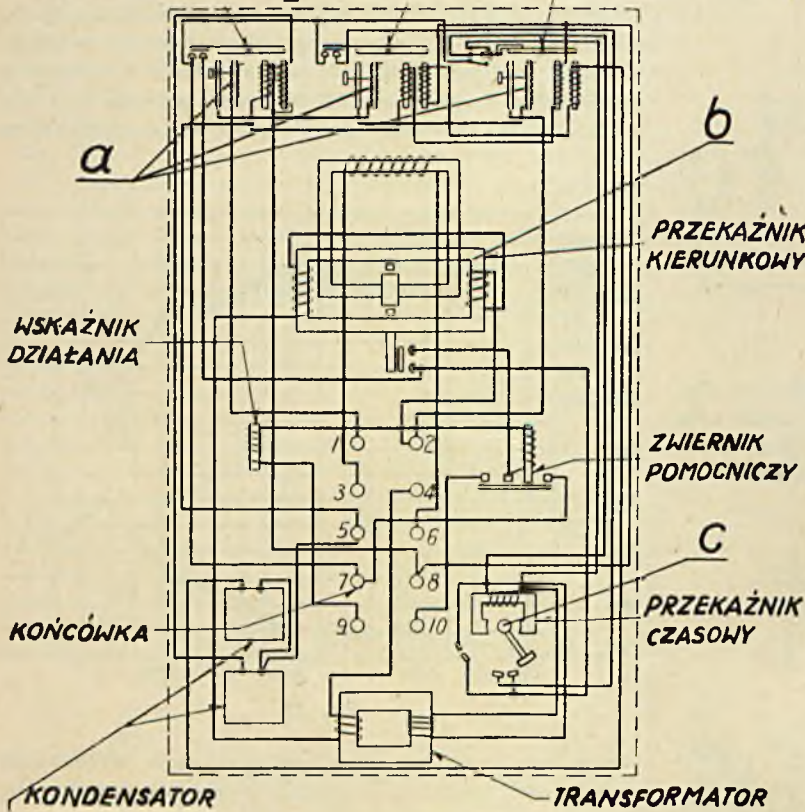 a
b
PRZEKAŹNIK
KIERUNKOWY
WSKAŹNIK
DZIAŁANIA
1
2
ZWIERNIK
POMOCNICZY
3
4
5
6
7
8
C
KOŃCÓWKA
9
10
PRZEKAŹNIK
CZASOWY
KONDENSATOR
TRANSFORMATOR